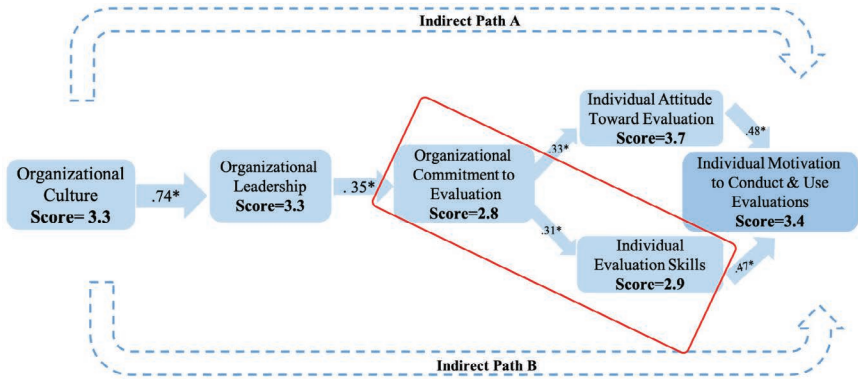 Indirect Path A
Organizational
Culture
Score= 3.3
.74*
Organizational
Leadership
Score=3.3
. 35*
Organizational
Commitment to
Evaluation
Score=2.8
.33*
Individual Attitude
Toward Evaluation
Score=3.7
.48*
.31*
Individual
Evaluation Skills
Score=2.9
.47*
Individual Motivation
to Conduct & Use
Evaluations
Score=3.4
Indirect Path B